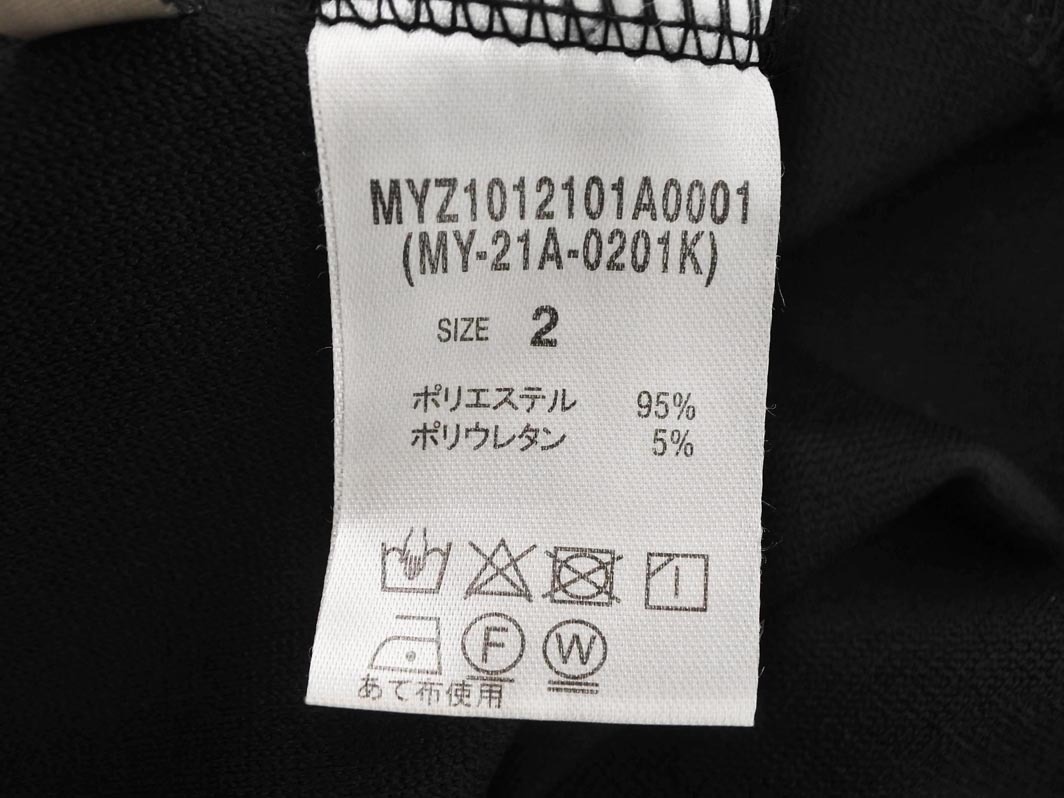 MYZ1012101A0001
(MY-21A-0201K)
SIZE 2
ポリエステル 95%
ポリウレタン 5%
F W
あて布使用